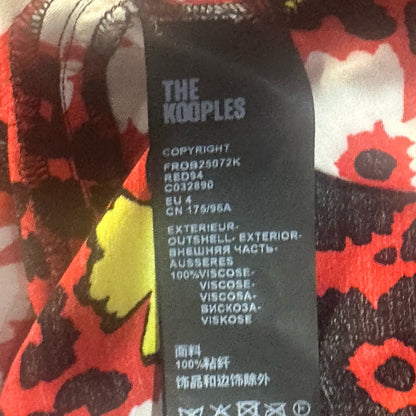 THE
KOOPLES
COPYRIGHT
FROB25072K
RED94
C032890
EU 4
CN 175/96A
EXTERIEUR-
OUTSHELL- EXTERIOR-
ВНЕШНЯЯ ЧАСТЬ-
AUSSERES
100%VISCOSE-
VISCOSE-
VISCOSA-
ВИСКОЗА-
VISKOSE
面料
100%粘纤
饰品和边饰除外